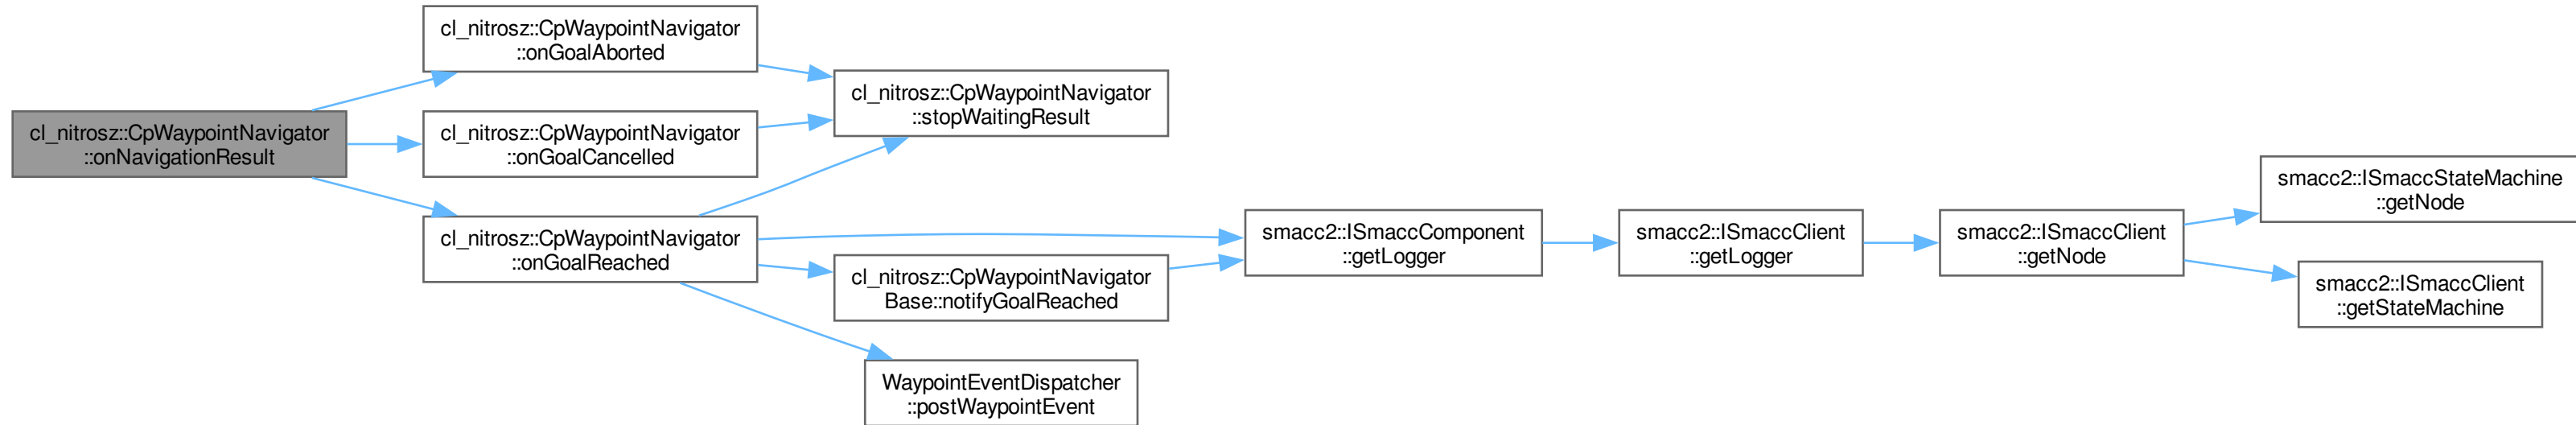 cl_nitrosz::CpWaypointNavigator
::onNavigationResult
cl_nitrosz::CpWaypointNavigator
::onGoalAborted
cl_nitrosz::CpWaypointNavigator
::onGoalCancelled
cl_nitrosz::CpWaypointNavigator
::onGoalReached
cl_nitrosz::CpWaypointNavigator
::stopWaitingResult
cl_nitrosz::CpWaypointNavigator
Base::notifyGoalReached
WaypointEventDispatcher
::postWaypointEvent
smacc2::ISmaccComponent
::getLogger
smacc2::ISmaccClient
::getLogger
smacc2::ISmaccClient
::getNode
smacc2::ISmaccStateMachine
::getNode
smacc2::ISmaccClient
::getStateMachine